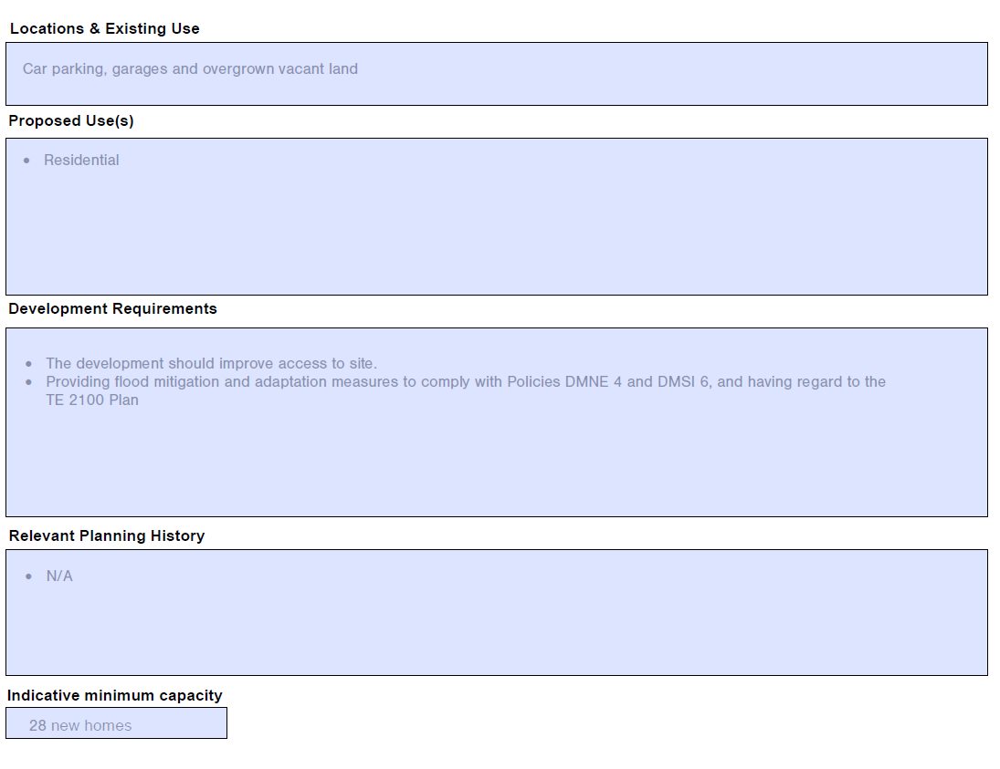 Locations & Existing Use
Car parking, garages and overgrown vacant land
Proposed Use(s)
• Residential
Development Requirements
• The development should improve access to site.
• Providing flood mitigation and adaptation measures to comply with Policies DMNE 4 and DMSI 6, and having regard to the
TE 2100 Plan
Relevant Planning History
• N/A
Indicative minimum capacity
28 new homes